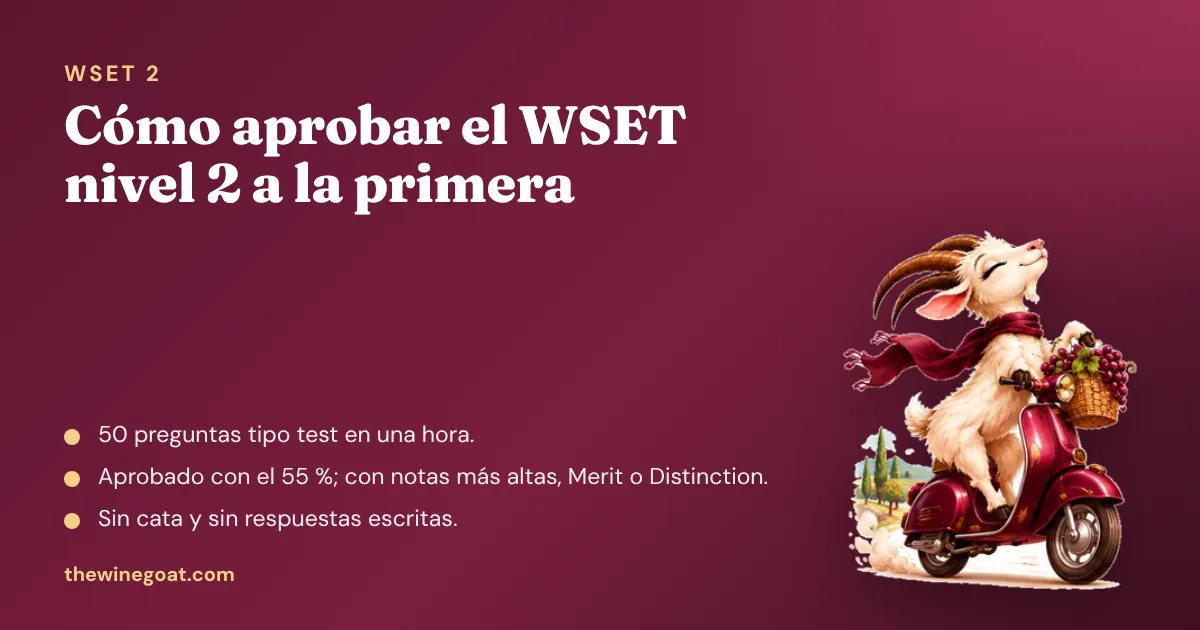 WSET 2
Cómo aprobar el WSET
nivel 2 a la primera
50 preguntas tipo test en una hora.
Aprobado con el 55 %; con notas más altas, Merit o Distinction.
Sin cata y sin respuestas escritas.
thewinegoat.com